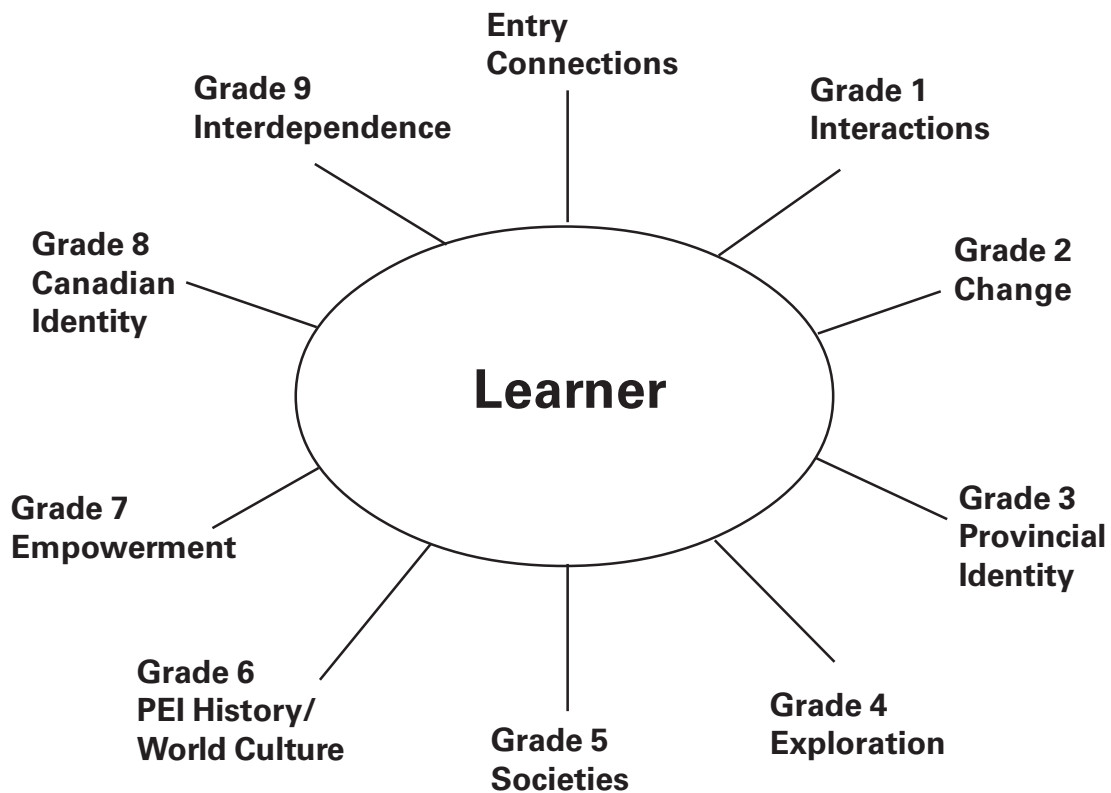 Entry
Connections
Grade 1
Interactions
Grade 2
Change
Grade 3
Provincial
Identity
Grade 4
Exploration
Grade 5
Societies
Grade 6
PEI History/
World Culture
Grade 7
Empowerment
Grade 8
Canadian
Identity
Grade 9
Interdependence
Learner